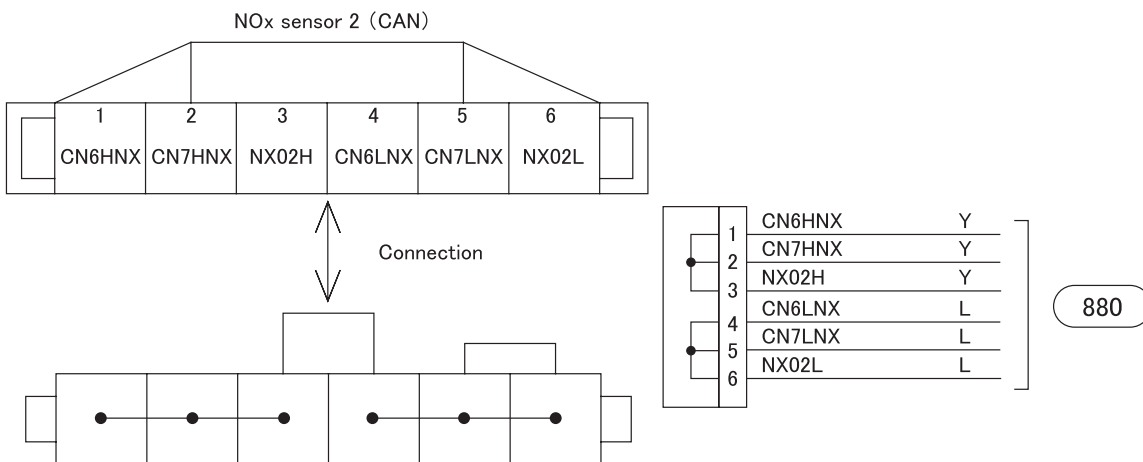 NOx sensor 2 (CAN)
1 2 3 4 5 6
CN6HNX CN7HNX NX02H CN6LNX CN7LNX NX02L
Connection
1 CN6HNX Y
2 CN7HNX Y
3 NX02H Y
4 CN6LNX L
5 CN7LNX L
6 NX02L L
880